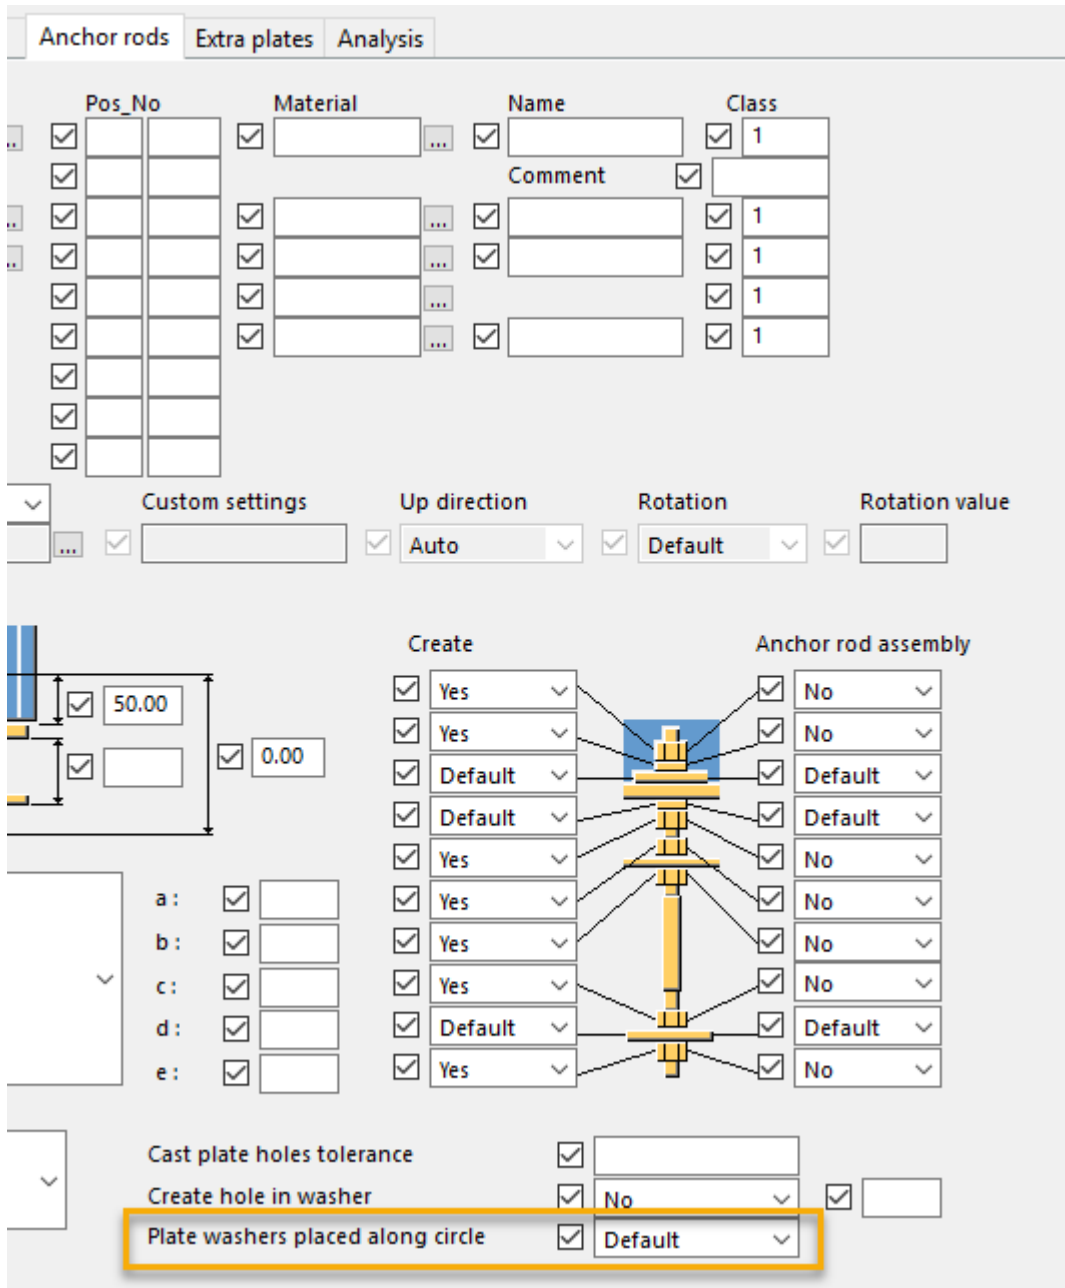 Anchor rods Extra plates Analysis
Pos_No Material Name Class
... ... 1
Comment
... ... 1
... ... 1
... 1
... 1
Custom settings Up direction Rotation Rotation value
... Auto Default
Create Anchor rod assembly
50.00 Yes No
Yes No
0.00 Default Default
Default Default
Yes No
a : Yes No
b : Yes No
c : Yes No
d : Default Default
e : Yes No
Cast plate holes tolerance
Create hole in washer No
Plate washers placed along circle Default